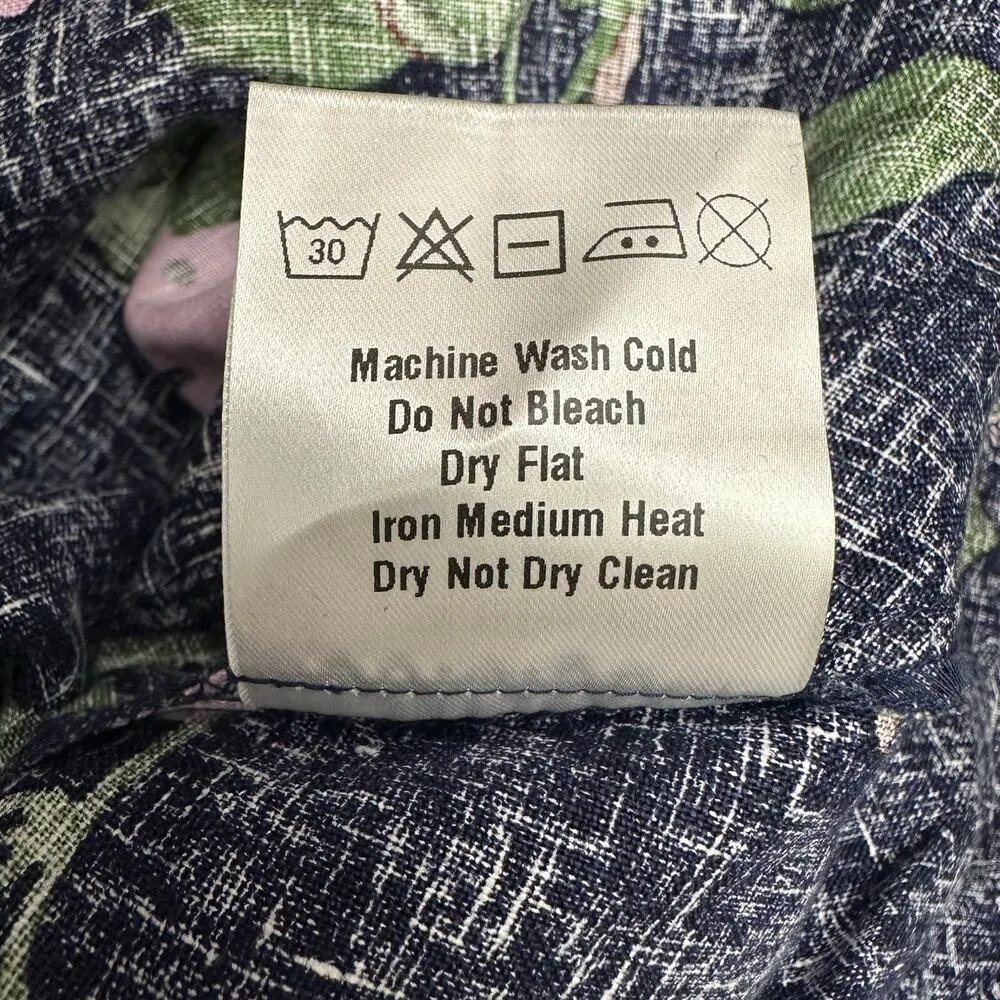 30
Machine Wash Cold
Do Not Bleach
Dry Flat
Iron Medium Heat
Dry Not Dry Clean